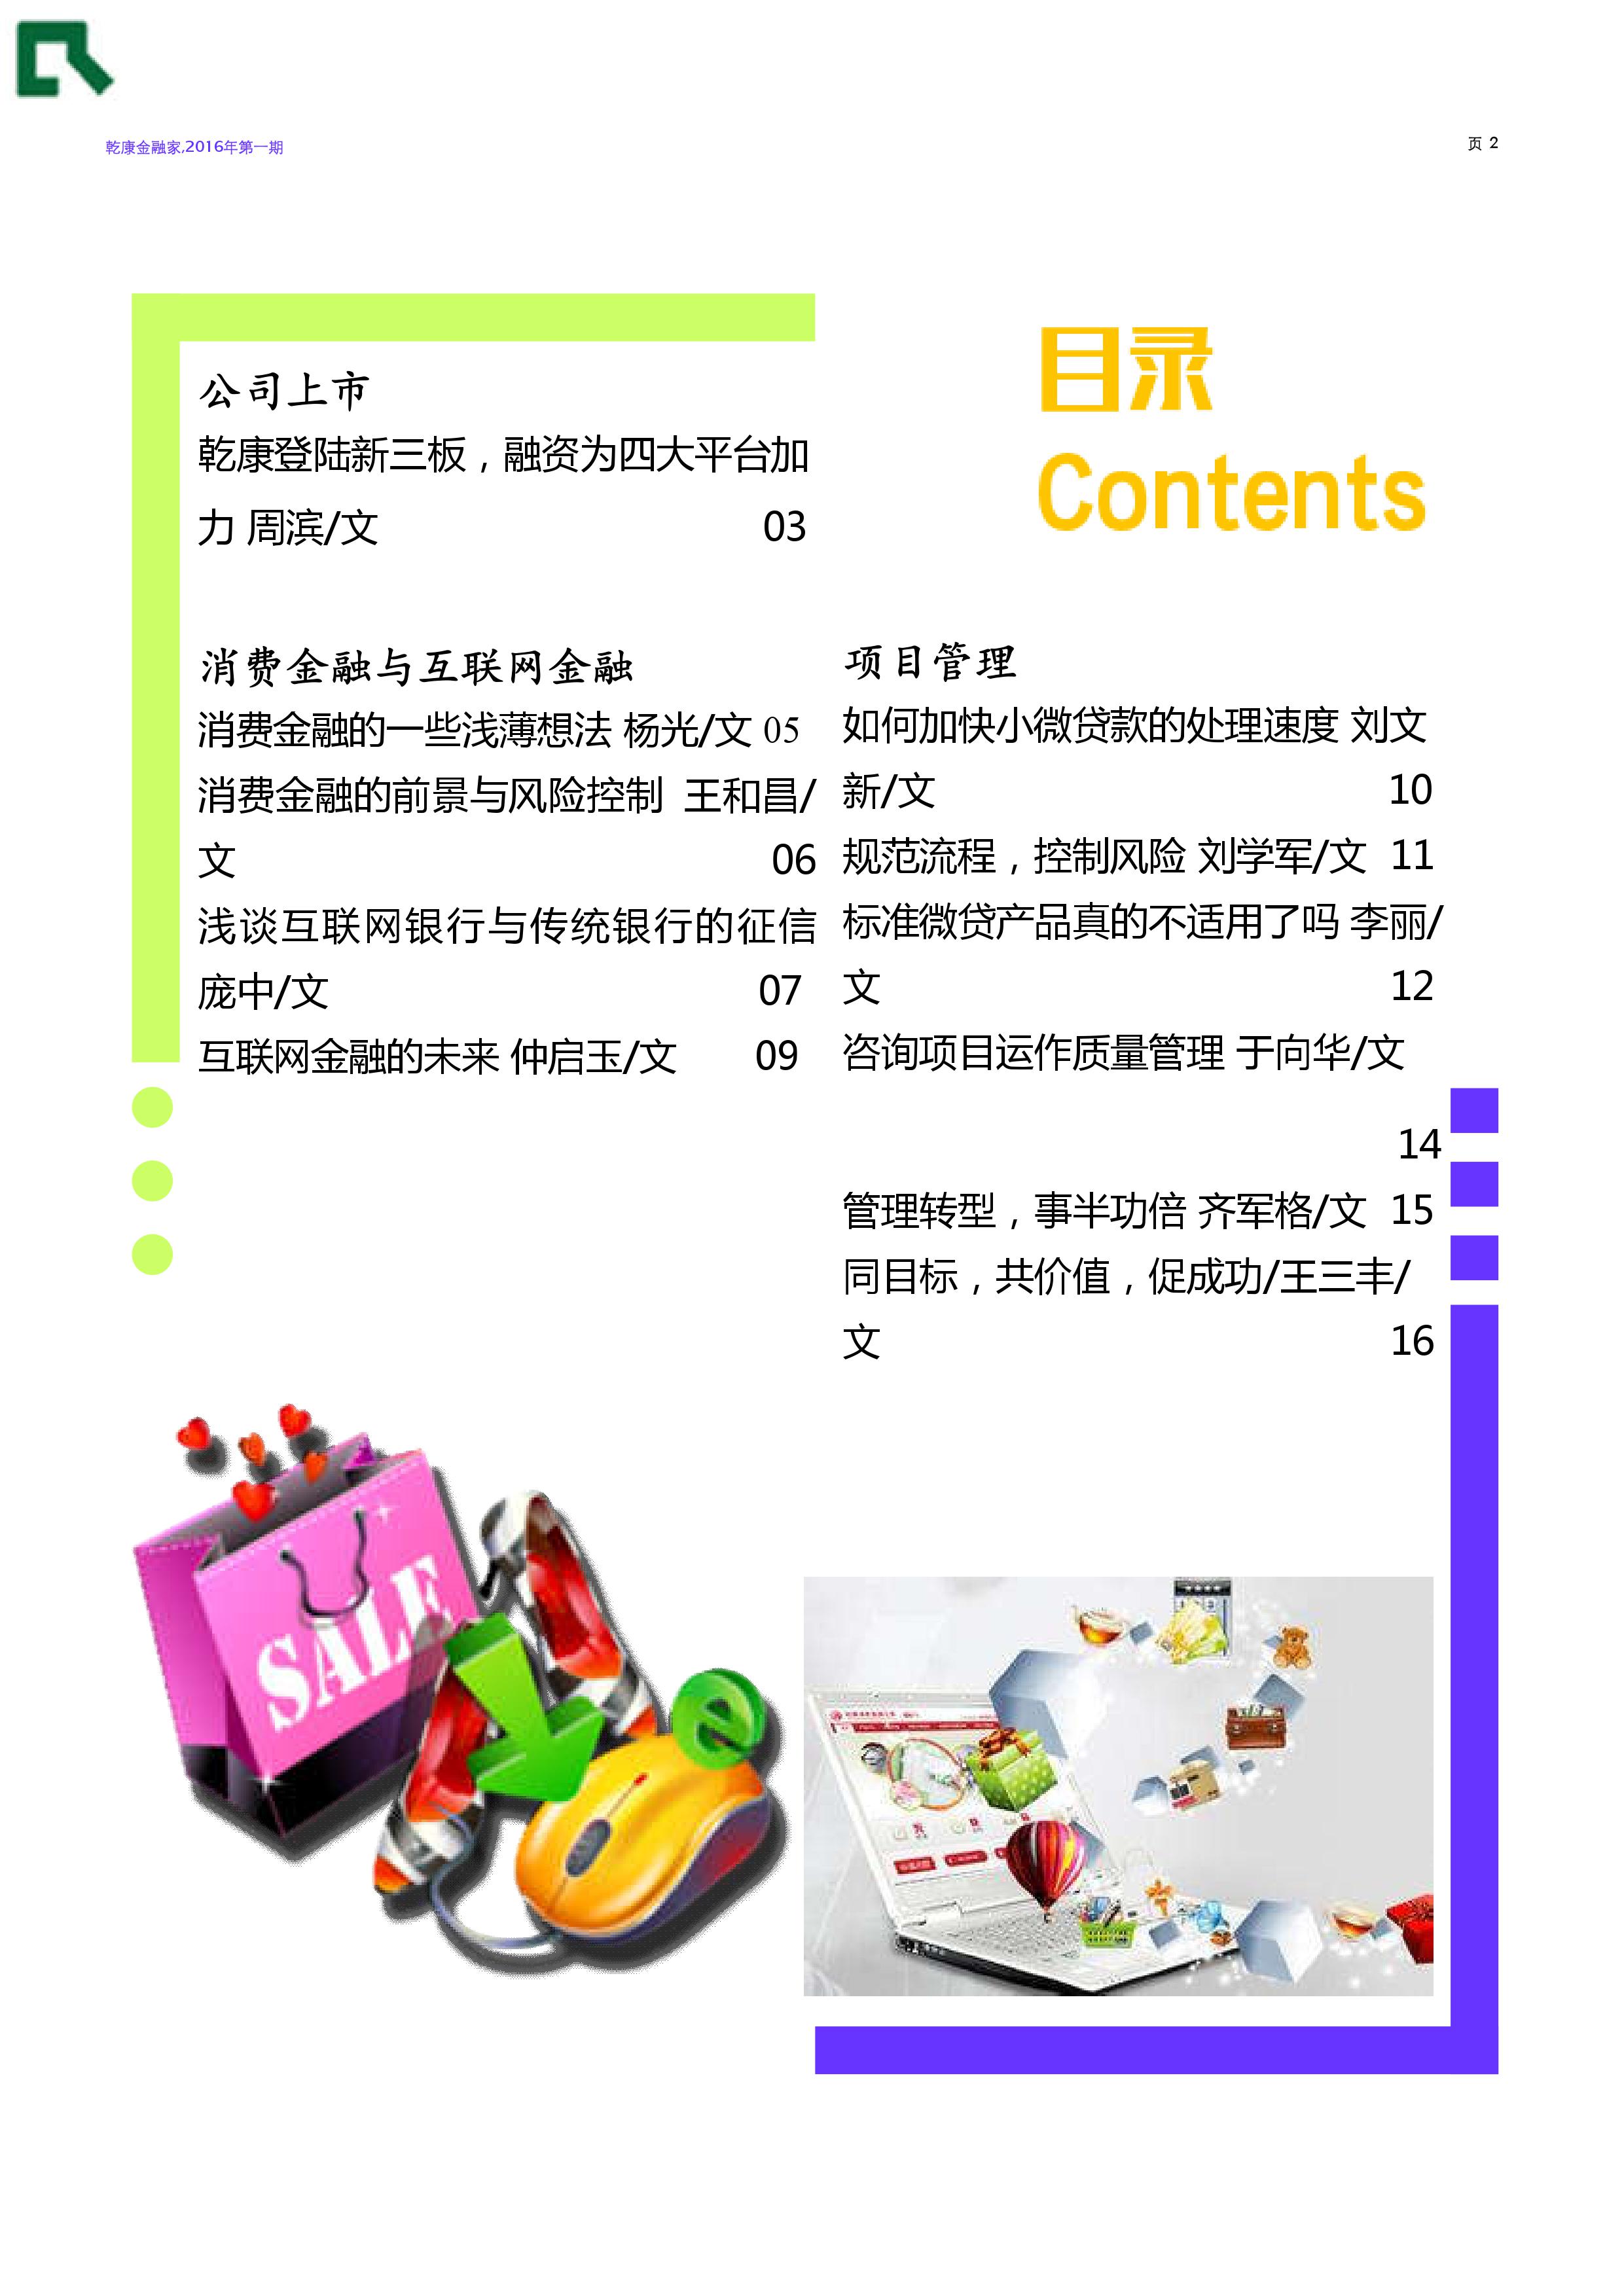 乾康金融家,2016年第一期
页 2
目录
Contents
公司上市
乾康登陆新三板，融资为四大平台加
力 周滨/文 03
消费金融与互联网金融
消费金融的一些浅薄想法 杨光/文 05
消费金融的前景与风险控制 王和昌/
文 06
浅谈互联网银行与传统银行的征信
庞中/文 07
互联网金融的未来 仲启玉/文 09
项目管理
如何加快小微贷款的处理速度 刘文
新/文 10
规范流程，控制风险 刘学军/文 11
标准微贷产品真的不适用了吗 李丽/
文 12
咨询项目运作质量管理 于向华/文
14
管理转型，事半功倍 齐军格/文 15
同目标，共价值，促成功/王三丰/
文 16
SALE